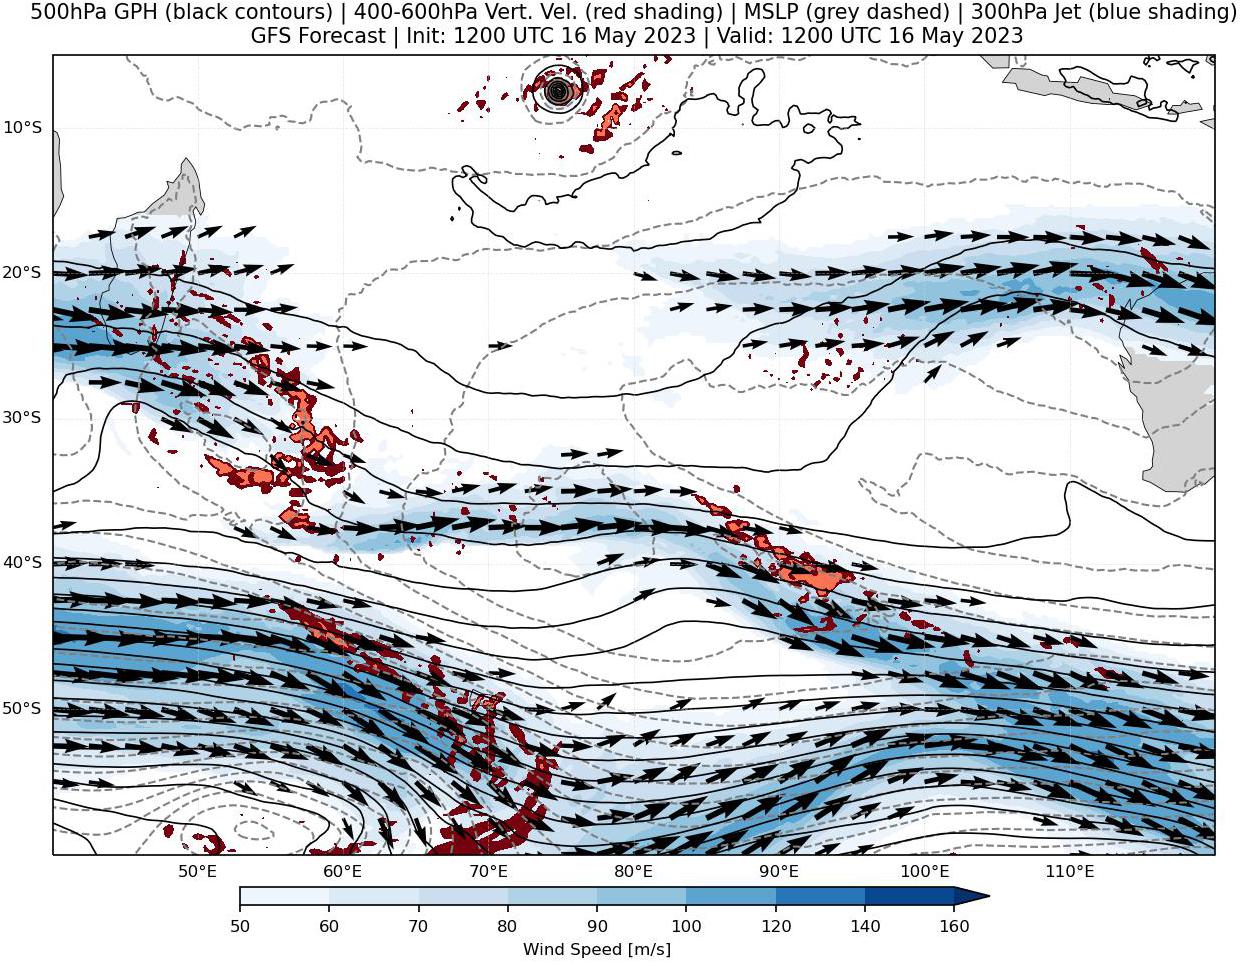 500hPa GPH (black contours) | 400-600hPa Vert. Vel. (red shading) | MSLP (grey dashed) | 300hPa Jet (blue shading)
GFS Forecast | Init: 1200 UTC 16 May 2023 | Valid: 1200 UTC 16 May 2023
10°S
20°S
30°S
40°S
50°S
50°E 60°E 70°E 80°E 90°E 100°E 110°E
50 60 70 80 90 100 120 140 160
Wind Speed [m/s]